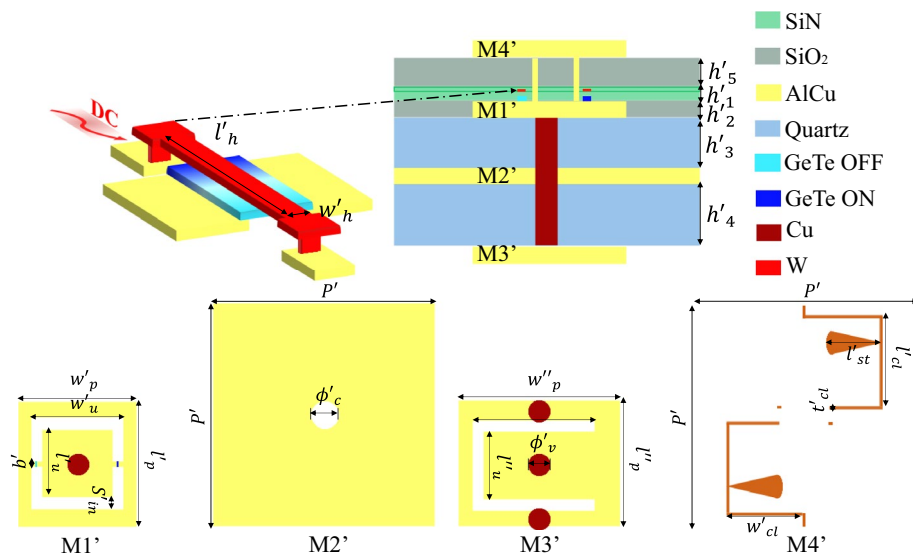 DC
l'h
w'h
M4'
M1'
M2'
M3'
h'5
h'1
h'2
h'3
h'4
SiN
SiO2
AlCu
Quartz
GeTe OFF
GeTe ON
Cu
W
w'p
w'u
b'
l'u
S'in
l'p
M1'
P'
P'
ϕ'c
M2'
w''p
ϕ'v
l''u
l''p
M3'
P'
P'
l'st
l'cl
t'cl
w'cl
M4'